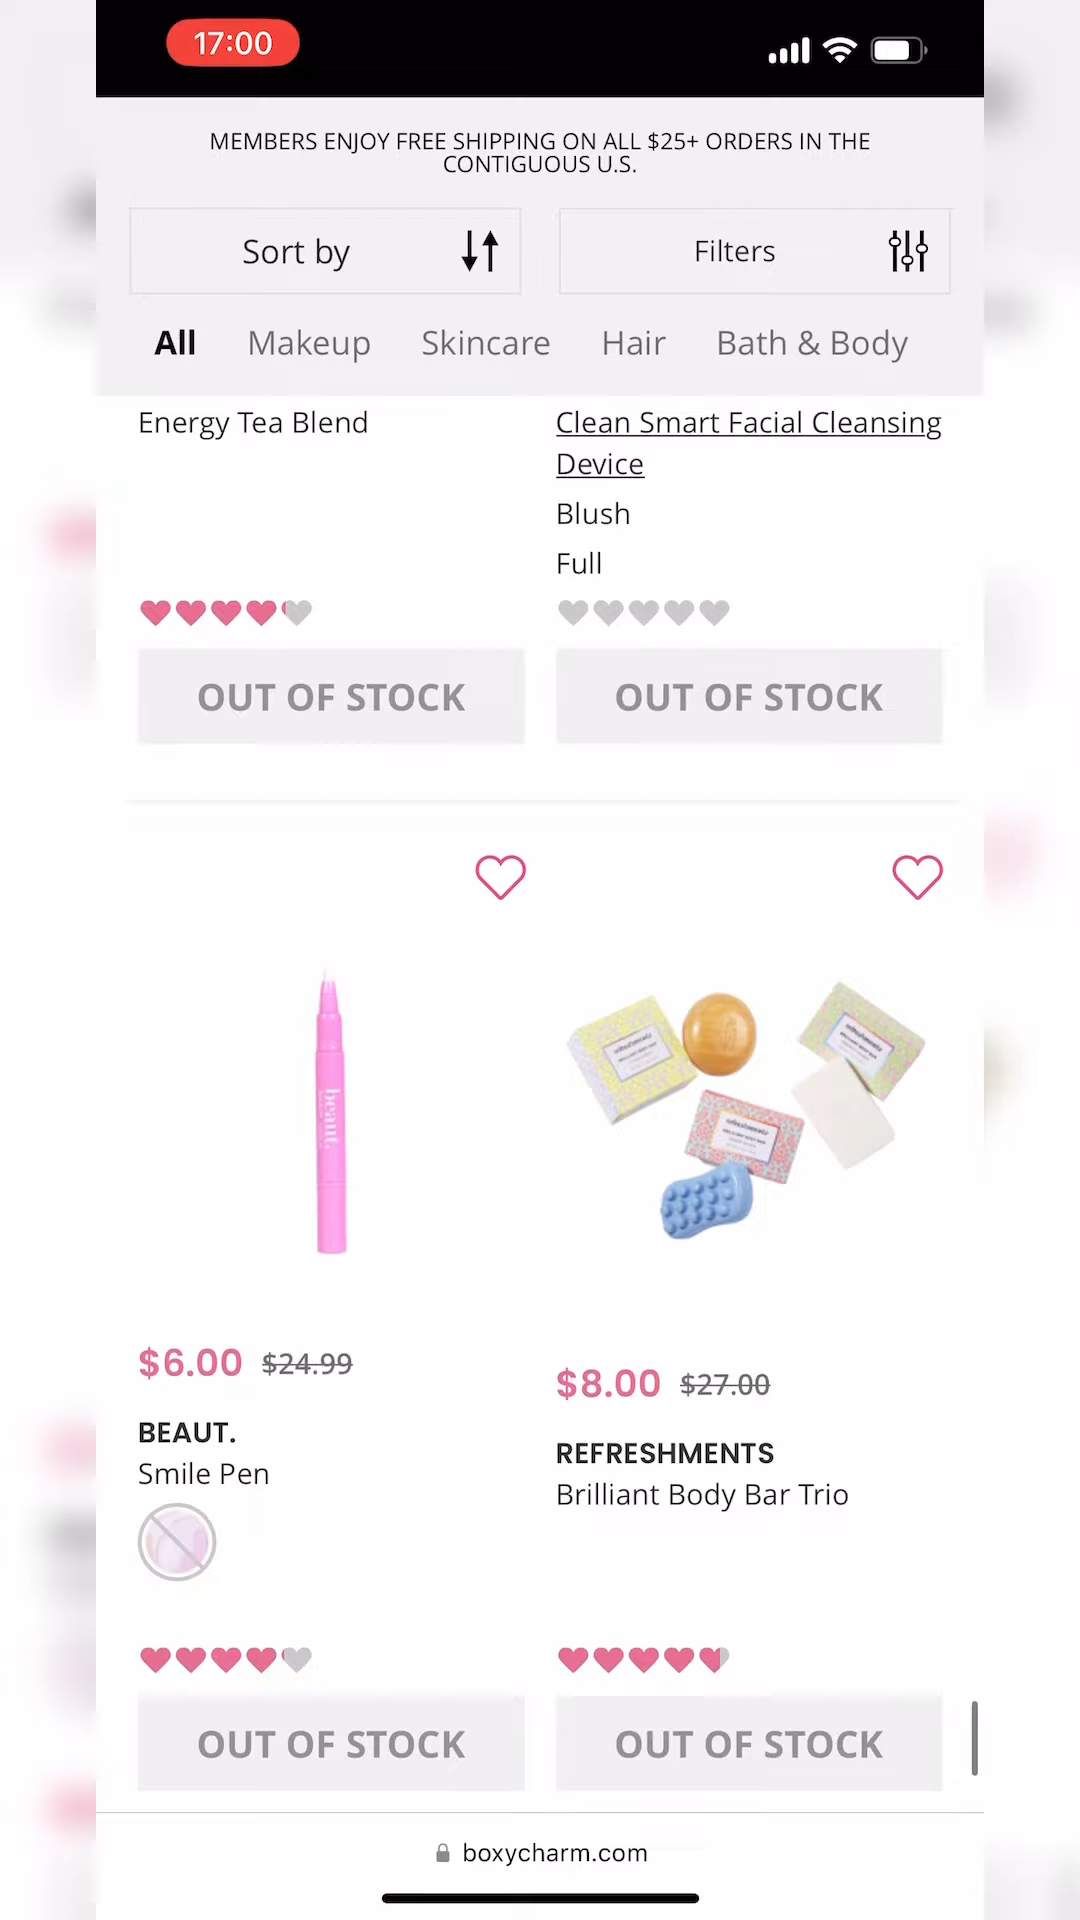 17:00
MEMBERS ENJOY FREE SHIPPING ON ALL $25+ ORDERS IN THE
CONTIGUOUS U.S.
Sort by
Filters
All Makeup Skincare Hair Bath & Body
Energy Tea Blend
Clean Smart Facial Cleansing
Device
Blush
Full
OUT OF STOCK
OUT OF STOCK
beaut.
$6.00 $24.99
BEAUT.
Smile Pen
$8.00 $27.00
REFRESHMENTS
Brilliant Body Bar Trio
OUT OF STOCK
OUT OF STOCK
boxycharm.com